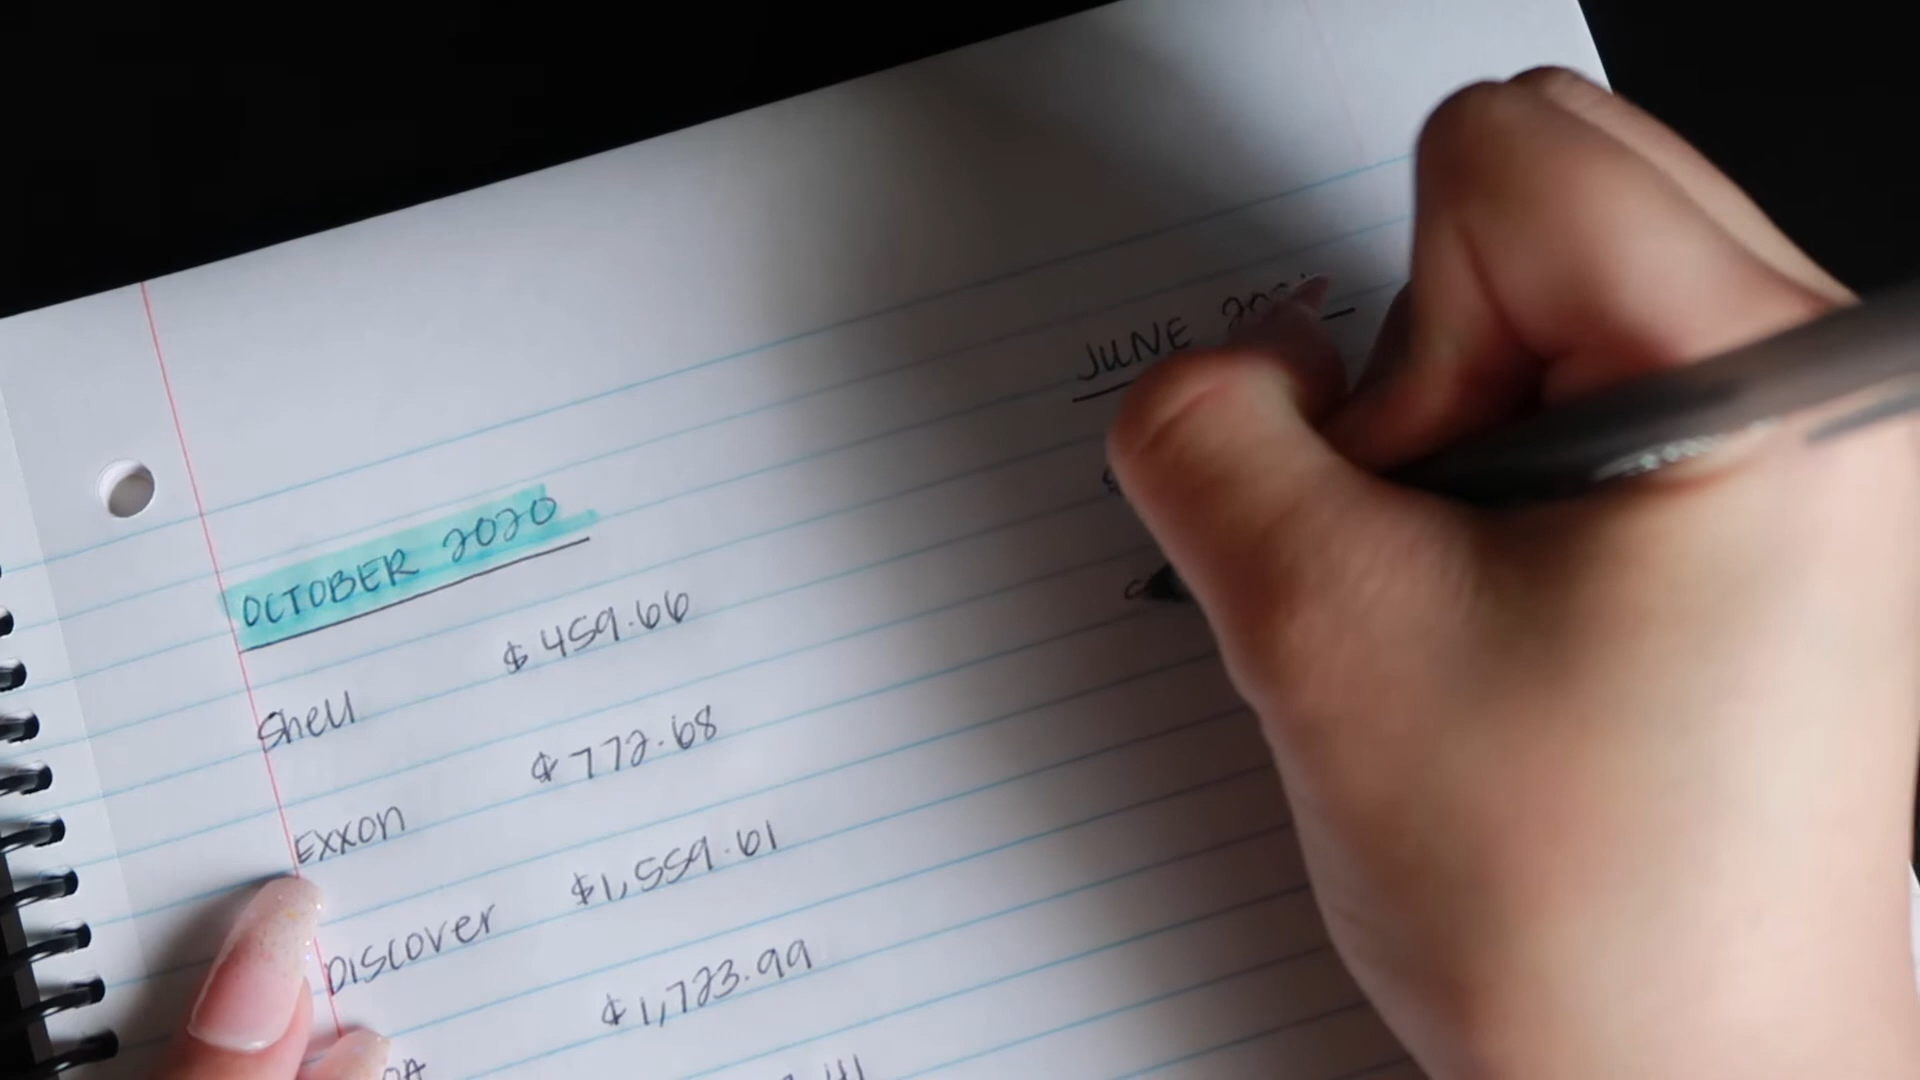 OCTOBER 2020
JUNE
Shell $459.66
Exxon $772.68
Discover $1,559.61
$1,723.99